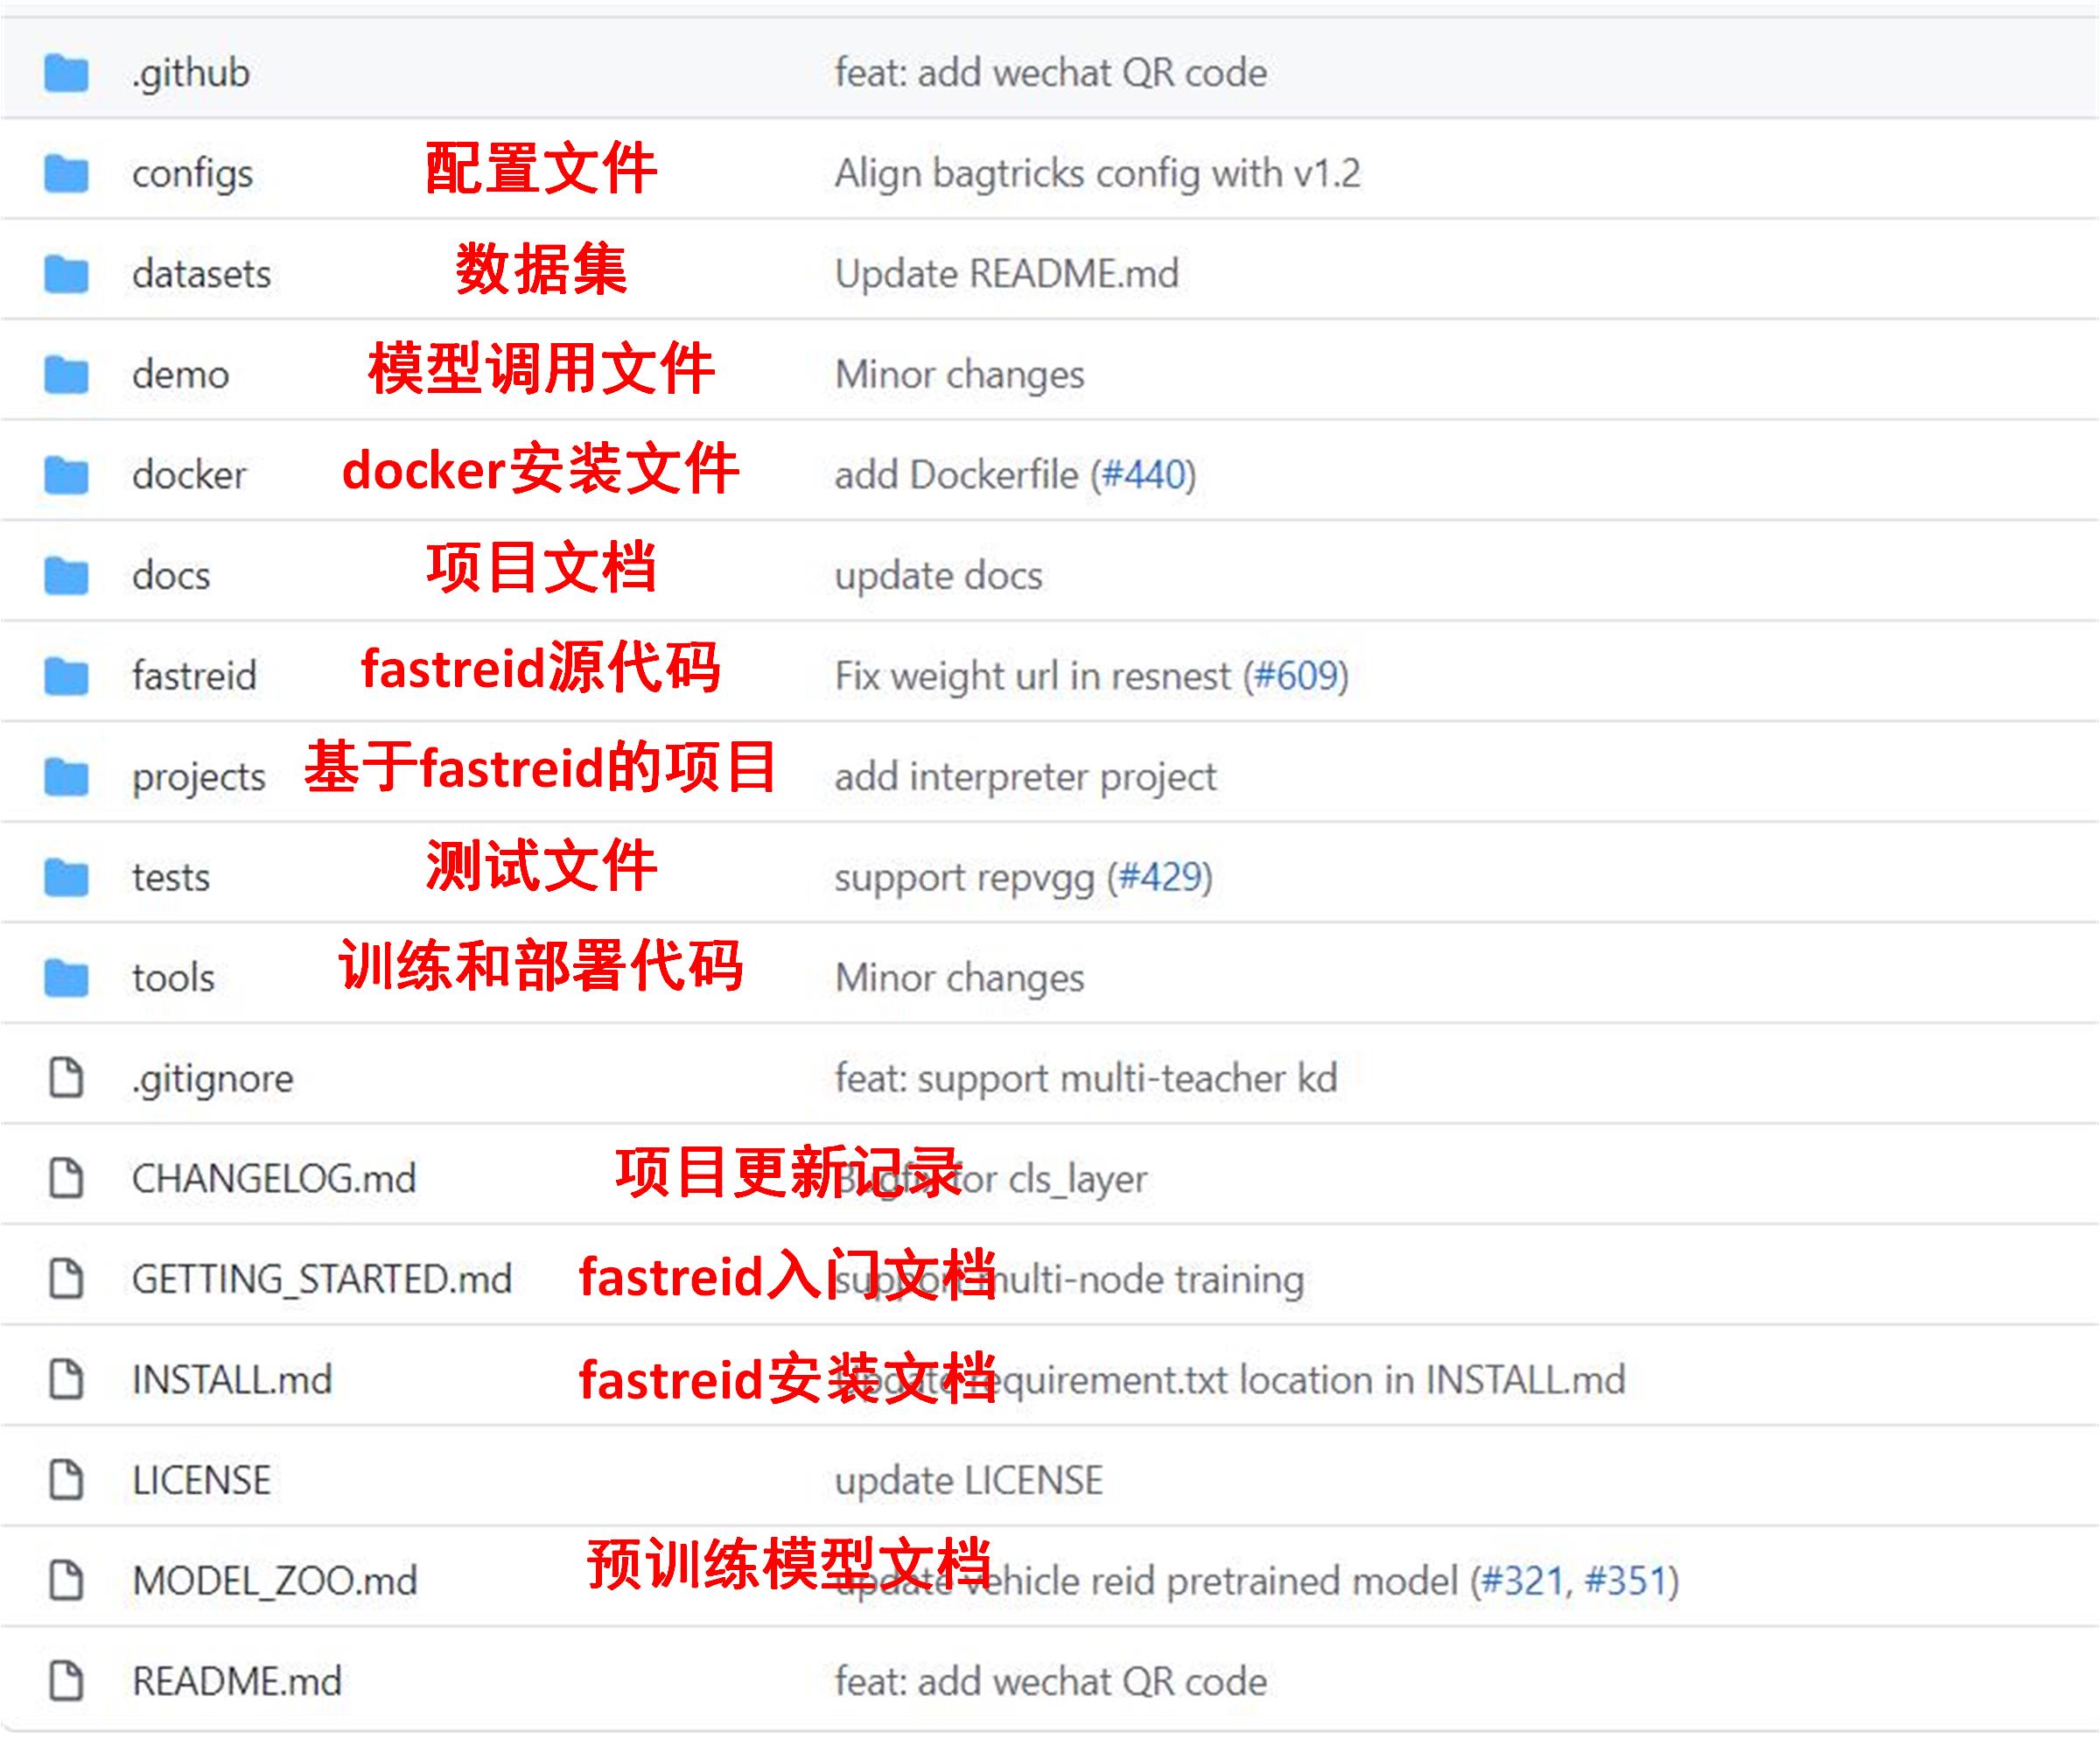 .github feat: add wechat QR code
configs 配置文件 Align bagtricks config with v1.2
datasets 数据集 Update README.md
demo 模型调用文件 Minor changes
docker docker安装文件 add Dockerfile (#440)
docs 项目文档 update docs
fastreid fastreid源代码 Fix weight url in resnest (#609)
projects 基于fastreid的项目 add interpreter project
tests 测试文件 support repvgg (#429)
tools 训练和部署代码 Minor changes
.gitignore feat: support multi-teacher kd
CHANGELOG.md 项目更新记录 Bugfix for cls_layer
GETTING_STARTED.md fastreid入门文档 support multi-node training
INSTALL.md fastreid安装文档 Update requirement.txt location in INSTALL.md
LICENSE update LICENSE
MODEL_ZOO.md 预训练模型文档 update vehicle reid pretrained model (#321, #351)
README.md feat: add wechat QR code